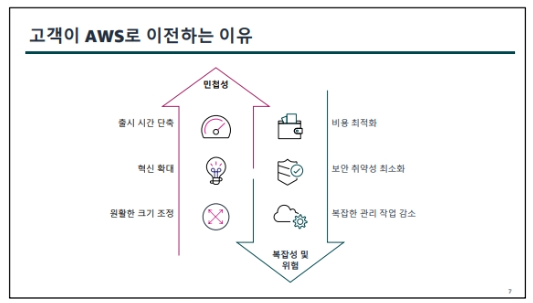 고객이 AWS로 이전하는 이유
민첩성
출시 시간 단축
혁신 확대
원활한 크기 조정
비용 최적화
보안 취약성 최소화
복잡한 관리 작업 감소
복잡성 및
위험
7